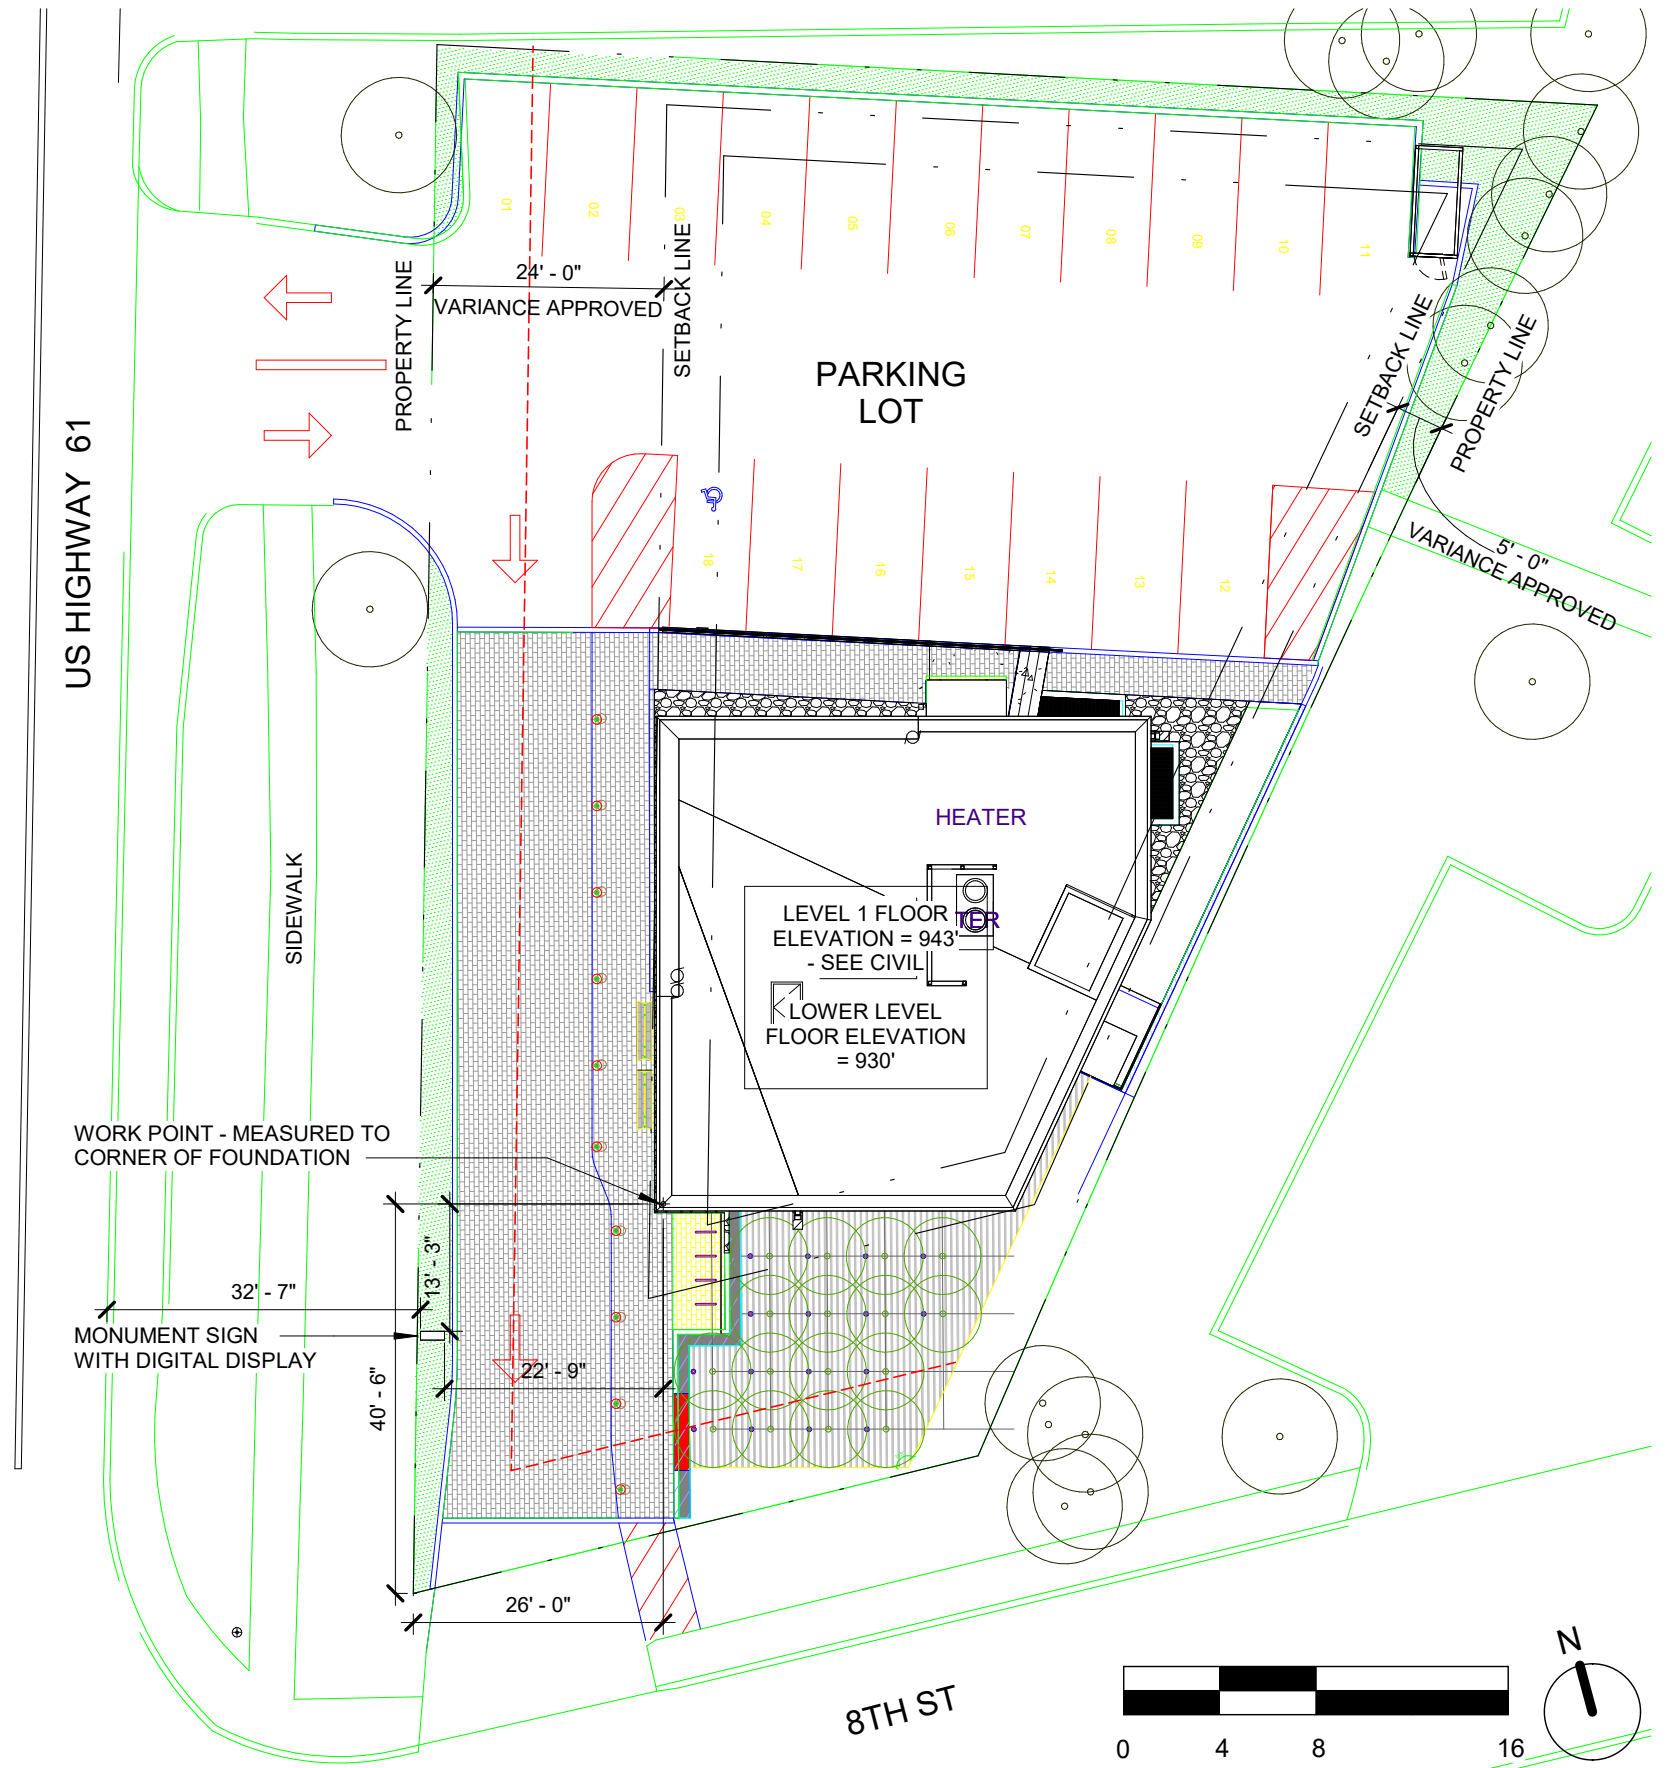 01
02
03
04
05
06
07
08
09
10
11
24' - 0"
VARIANCE APPROVED
PROPERTY LINE
SETBACK LINE
PARKING
LOT
SETBACK LINE
PROPERTY LINE
US HIGHWAY 61
5' - 0"
VARIANCE APPROVED
18
17
16
15
14
13
12
HEATER
TER
LEVEL 1 FLOOR
ELEVATION = 943'
- SEE CIVIL
LOWER LEVEL
FLOOR ELEVATION
= 930'
SIDEWALK
WORK POINT - MEASURED TO
CORNER OF FOUNDATION
13' - 3"
32' - 7"
MONUMENT SIGN
WITH DIGITAL DISPLAY
22' - 9"
40' - 6"
26' - 0"
8TH ST
N
0 4 8 16